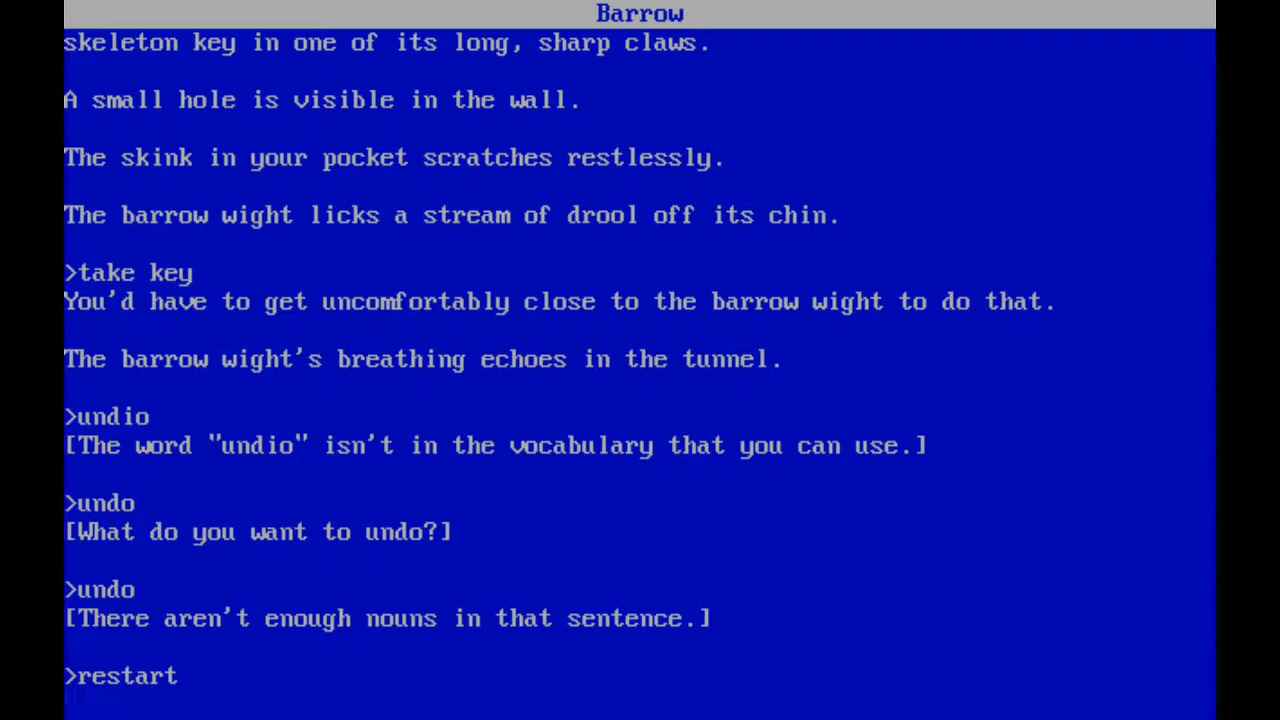 Barrow
skeleton key in one of its long, sharp claws.
A small hole is visible in the wall.
The skink in your pocket scratches restlessly.
The barrow wight licks a stream of drool off its chin.
>take key
You'd have to get uncomfortably close to the barrow wight to do that.
The barrow wight's breathing echoes in the tunnel.
>undio
[The word "undio" isn't in the vocabulary that you can use.]
>undo
[What do you want to undo?]
>undo
[There aren't enough nouns in that sentence.]
>restart